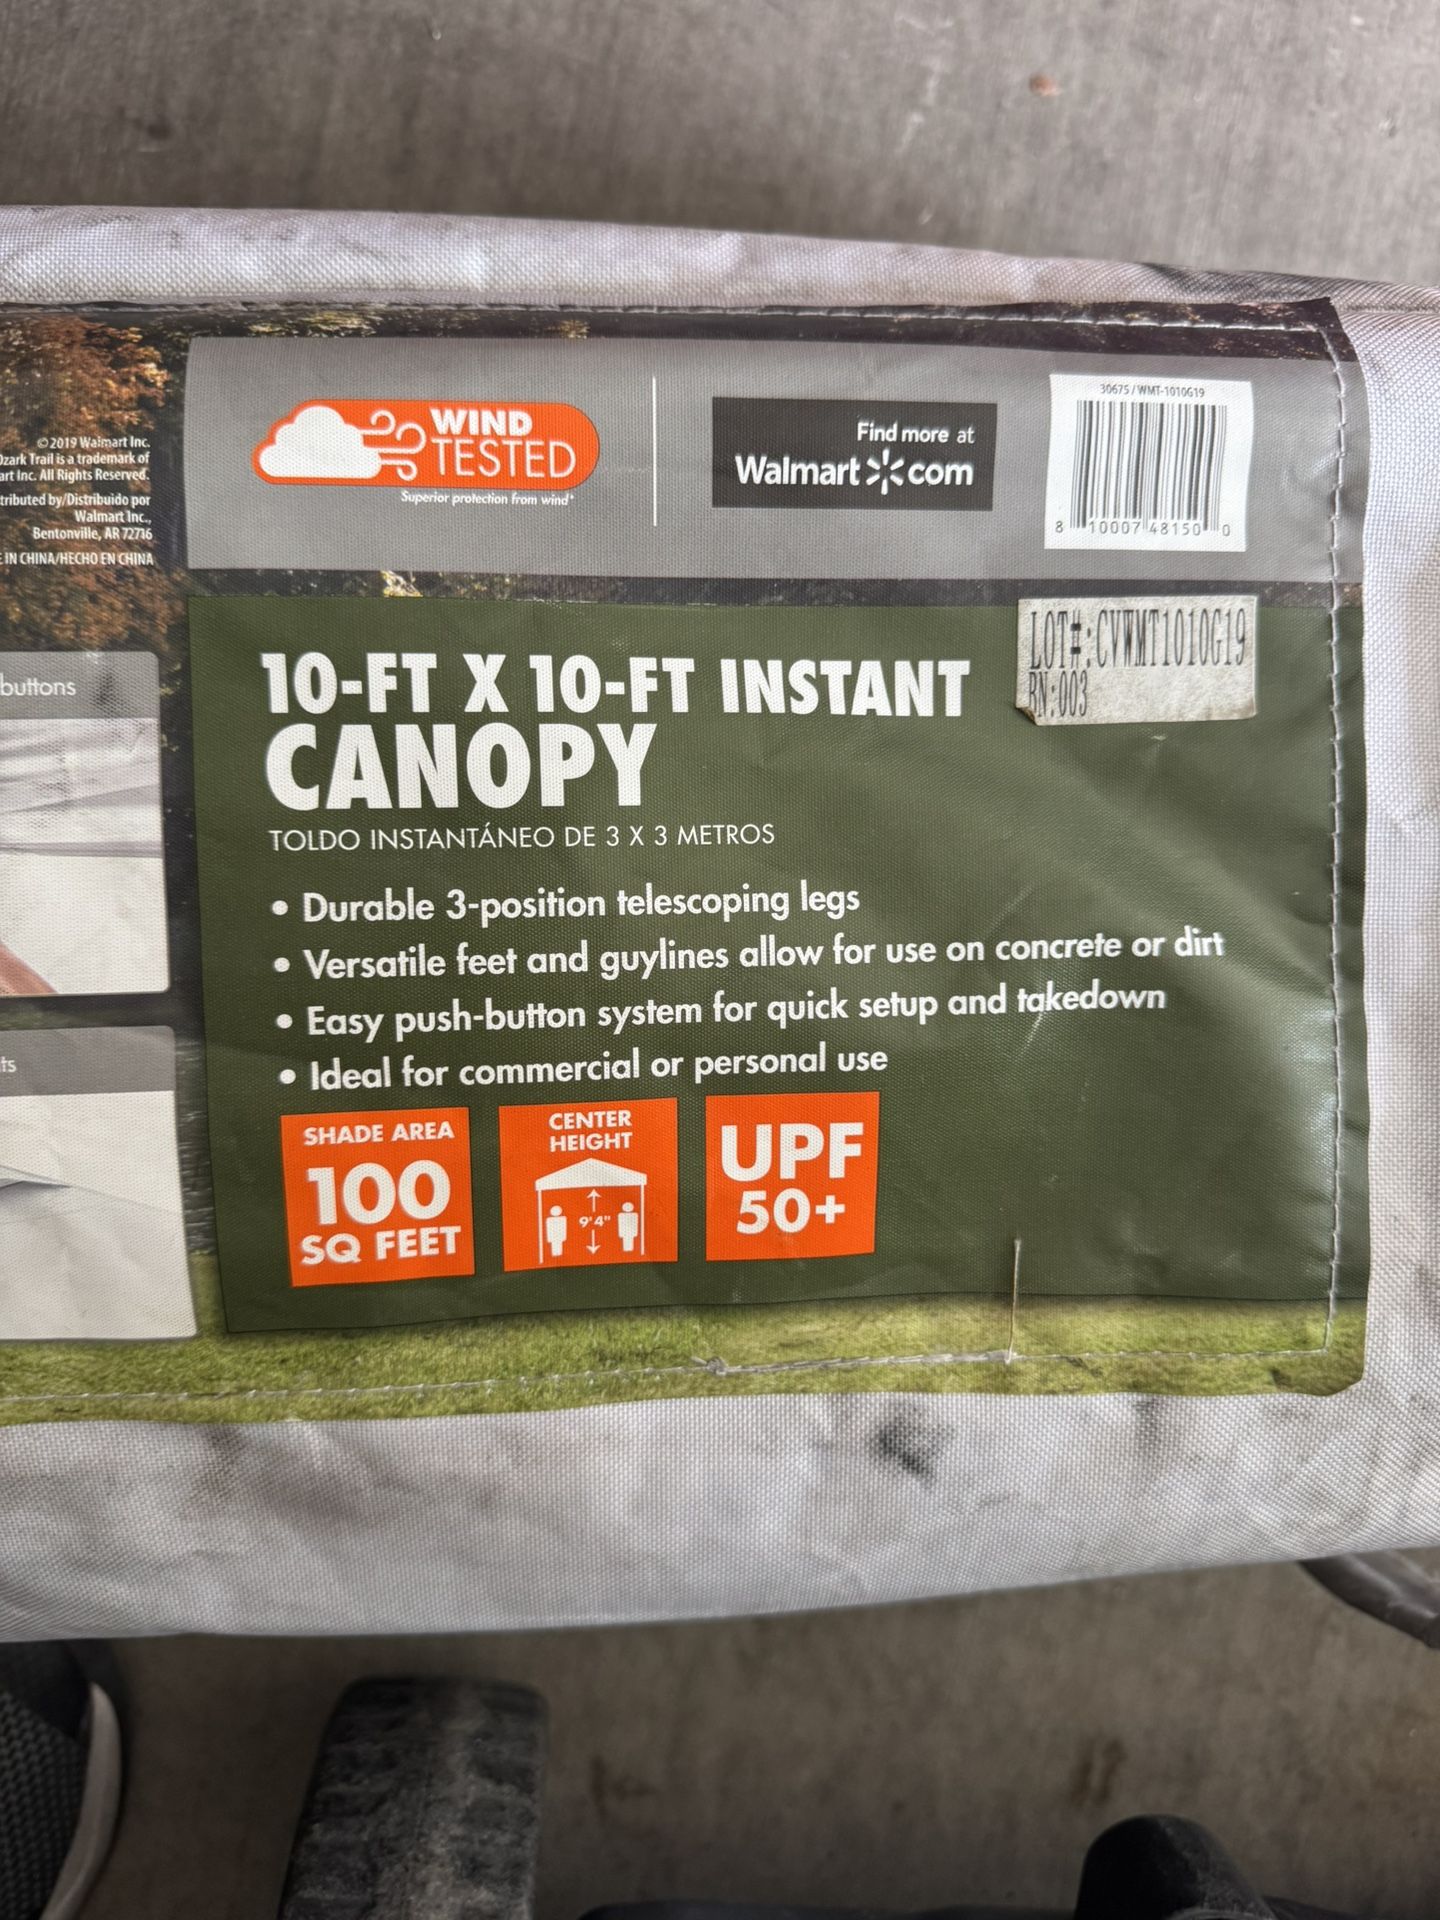 © 2019 Walmart Inc.
Ozark Trail is a trademark of
art Inc. All Rights Reserved.
tributed by/Distribuido por
Walmart Inc.,
Bentonville, AR 72716
E IN CHINA/HECHO EN CHINA
buttons
ts
WIND
TESTED
Superior protection from wind*
Find more at
Walmart com
30675 / WMT-1010G19
8 10007 48150 0
LOT#:CVWMT1010G19
BN:003
10-FT X 10-FT INSTANT
CANOPY
TOLDO INSTANTÁNEO DE 3 X 3 METROS
• Durable 3-position telescoping legs
• Versatile feet and guylines allow for use on concrete or dirt
• Easy push-button system for quick setup and takedown
• Ideal for commercial or personal use
SHADE AREA
100
SQ FEET
CENTER
HEIGHT
9'4"
UPF
50+